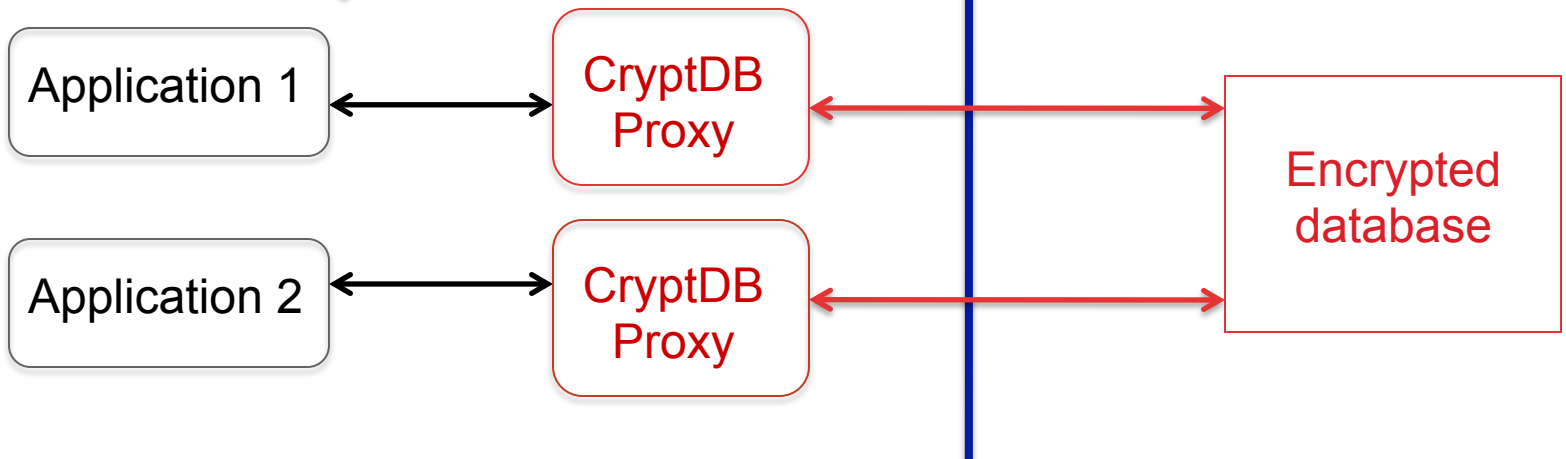 Application 1
CryptDB
Proxy
Encrypted
database
Application 2
CryptDB
Proxy